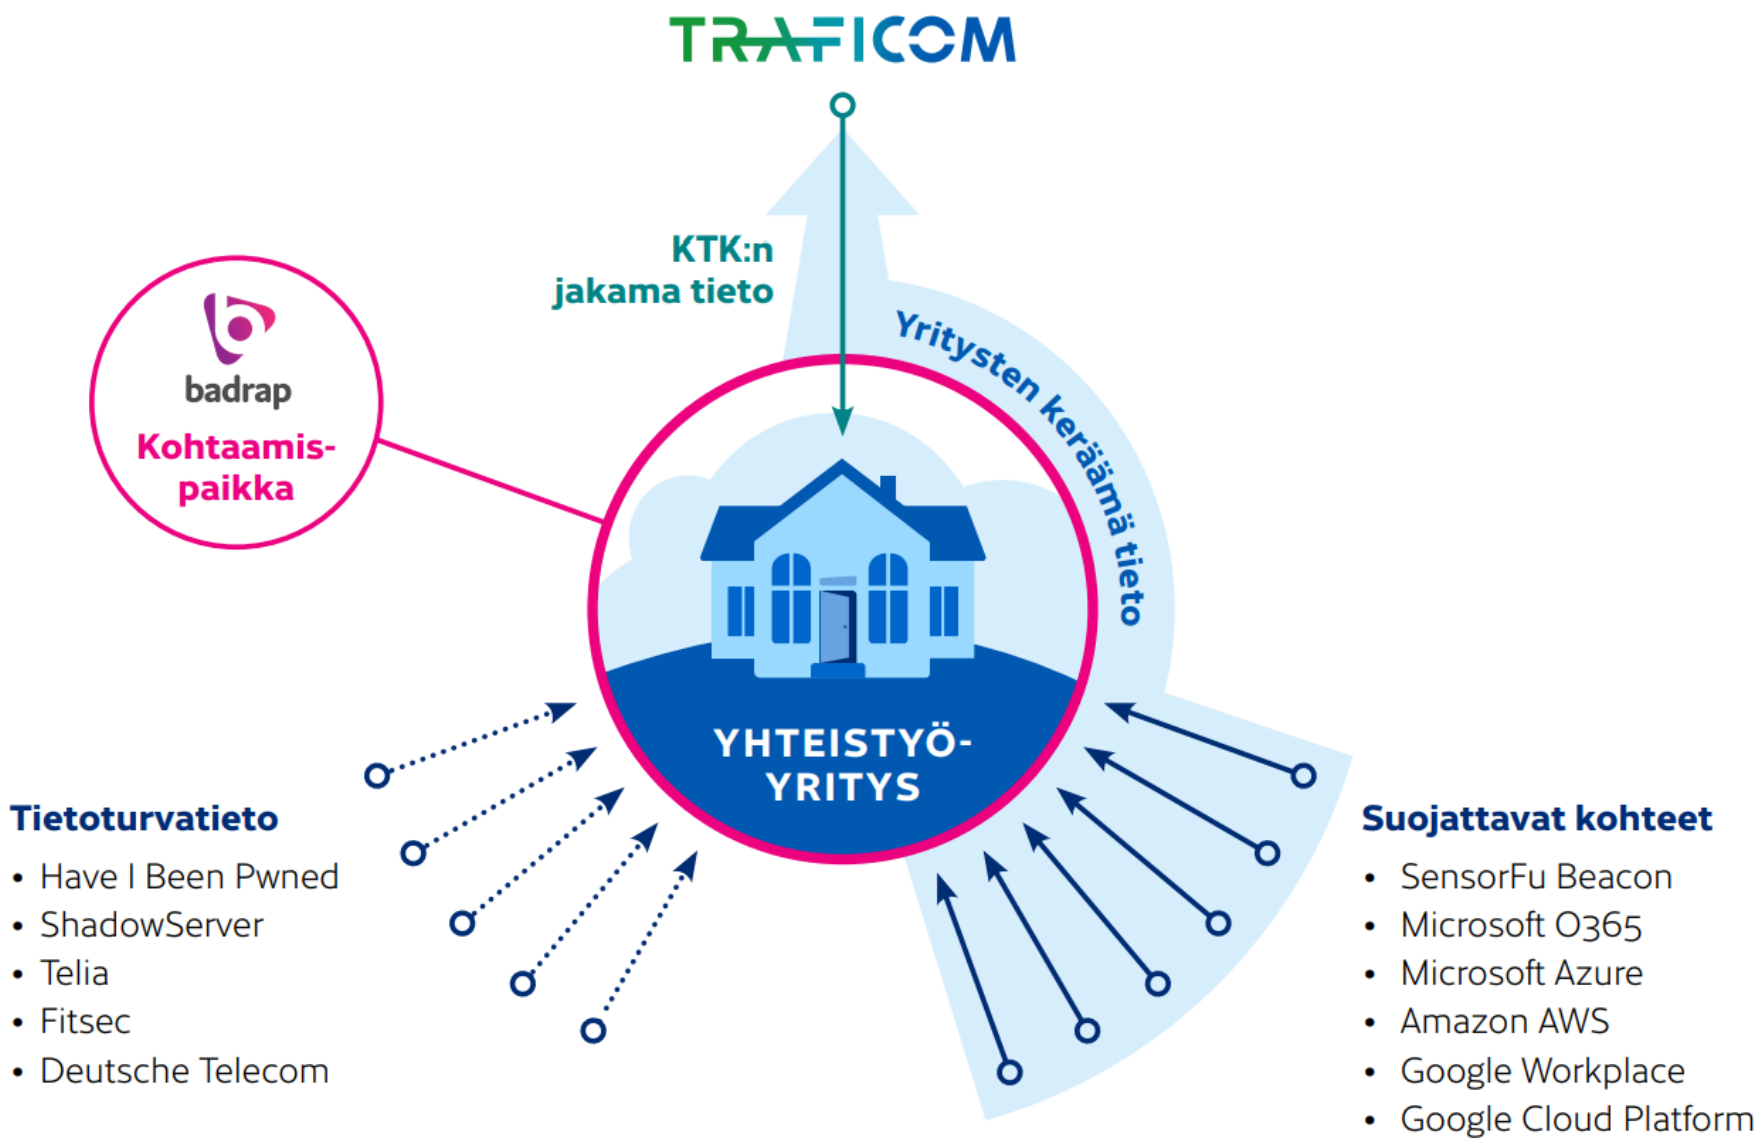 TRAFICOM
KTK:n
jakama tieto
Yritysten keräämä tieto
badrap
Kohtaamis-
paikka
YHTEISTYÖ-
YRITYS
Tietoturvatieto
• Have I Been Pwned
• ShadowServer
• Telia
• Fitsec
• Deutsche Telecom
Suojattavat kohteet
• SensorFu Beacon
• Microsoft O365
• Microsoft Azure
• Amazon AWS
• Google Workplace
• Google Cloud Platform